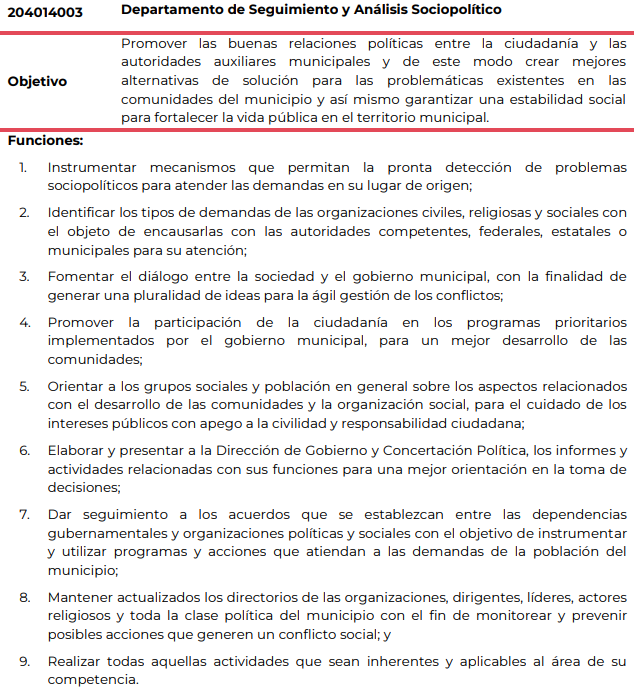 204014003 Departamento de Seguimiento y Análisis Sociopolítico
Objetivo
Promover las buenas relaciones políticas entre la ciudadanía y las
autoridades auxiliares municipales y de este modo crear mejores
alternativas de solución para las problemáticas existentes en las
comunidades del municipio y así mismo garantizar una estabilidad social
para fortalecer la vida pública en el territorio municipal.
Funciones:
1. Instrumentar mecanismos que permitan la pronta detección de problemas
sociopolíticos para atender las demandas en su lugar de origen;
2. Identificar los tipos de demandas de las organizaciones civiles, religiosas y sociales con
el objeto de encausarlas con las autoridades competentes, federales, estatales o
municipales para su atención;
3. Fomentar el diálogo entre la sociedad y el gobierno municipal, con la finalidad de
generar una pluralidad de ideas para la ágil gestión de los conflictos;
4. Promover la participación de la ciudadanía en los programas prioritarios
implementados por el gobierno municipal, para un mejor desarrollo de las
comunidades;
5. Orientar a los grupos sociales y población en general sobre los aspectos relacionados
con el desarrollo de las comunidades y la organización social, para el cuidado de los
intereses públicos con apego a la civilidad y responsabilidad ciudadana;
6. Elaborar y presentar a la Dirección de Gobierno y Concertación Política, los informes y
actividades relacionadas con sus funciones para una mejor orientación en la toma de
decisiones;
7. Dar seguimiento a los acuerdos que se establezcan entre las dependencias
gubernamentales y organizaciones políticas y sociales con el objetivo de instrumentar
y utilizar programas y acciones que atiendan a las demandas de la población del
municipio;
8. Mantener actualizados los directorios de las organizaciones, dirigentes, líderes, actores
religiosos y toda la clase política del municipio con el fin de monitorear y prevenir
posibles acciones que generen un conflicto social; y
9. Realizar todas aquellas actividades que sean inherentes y aplicables al área de su
competencia.